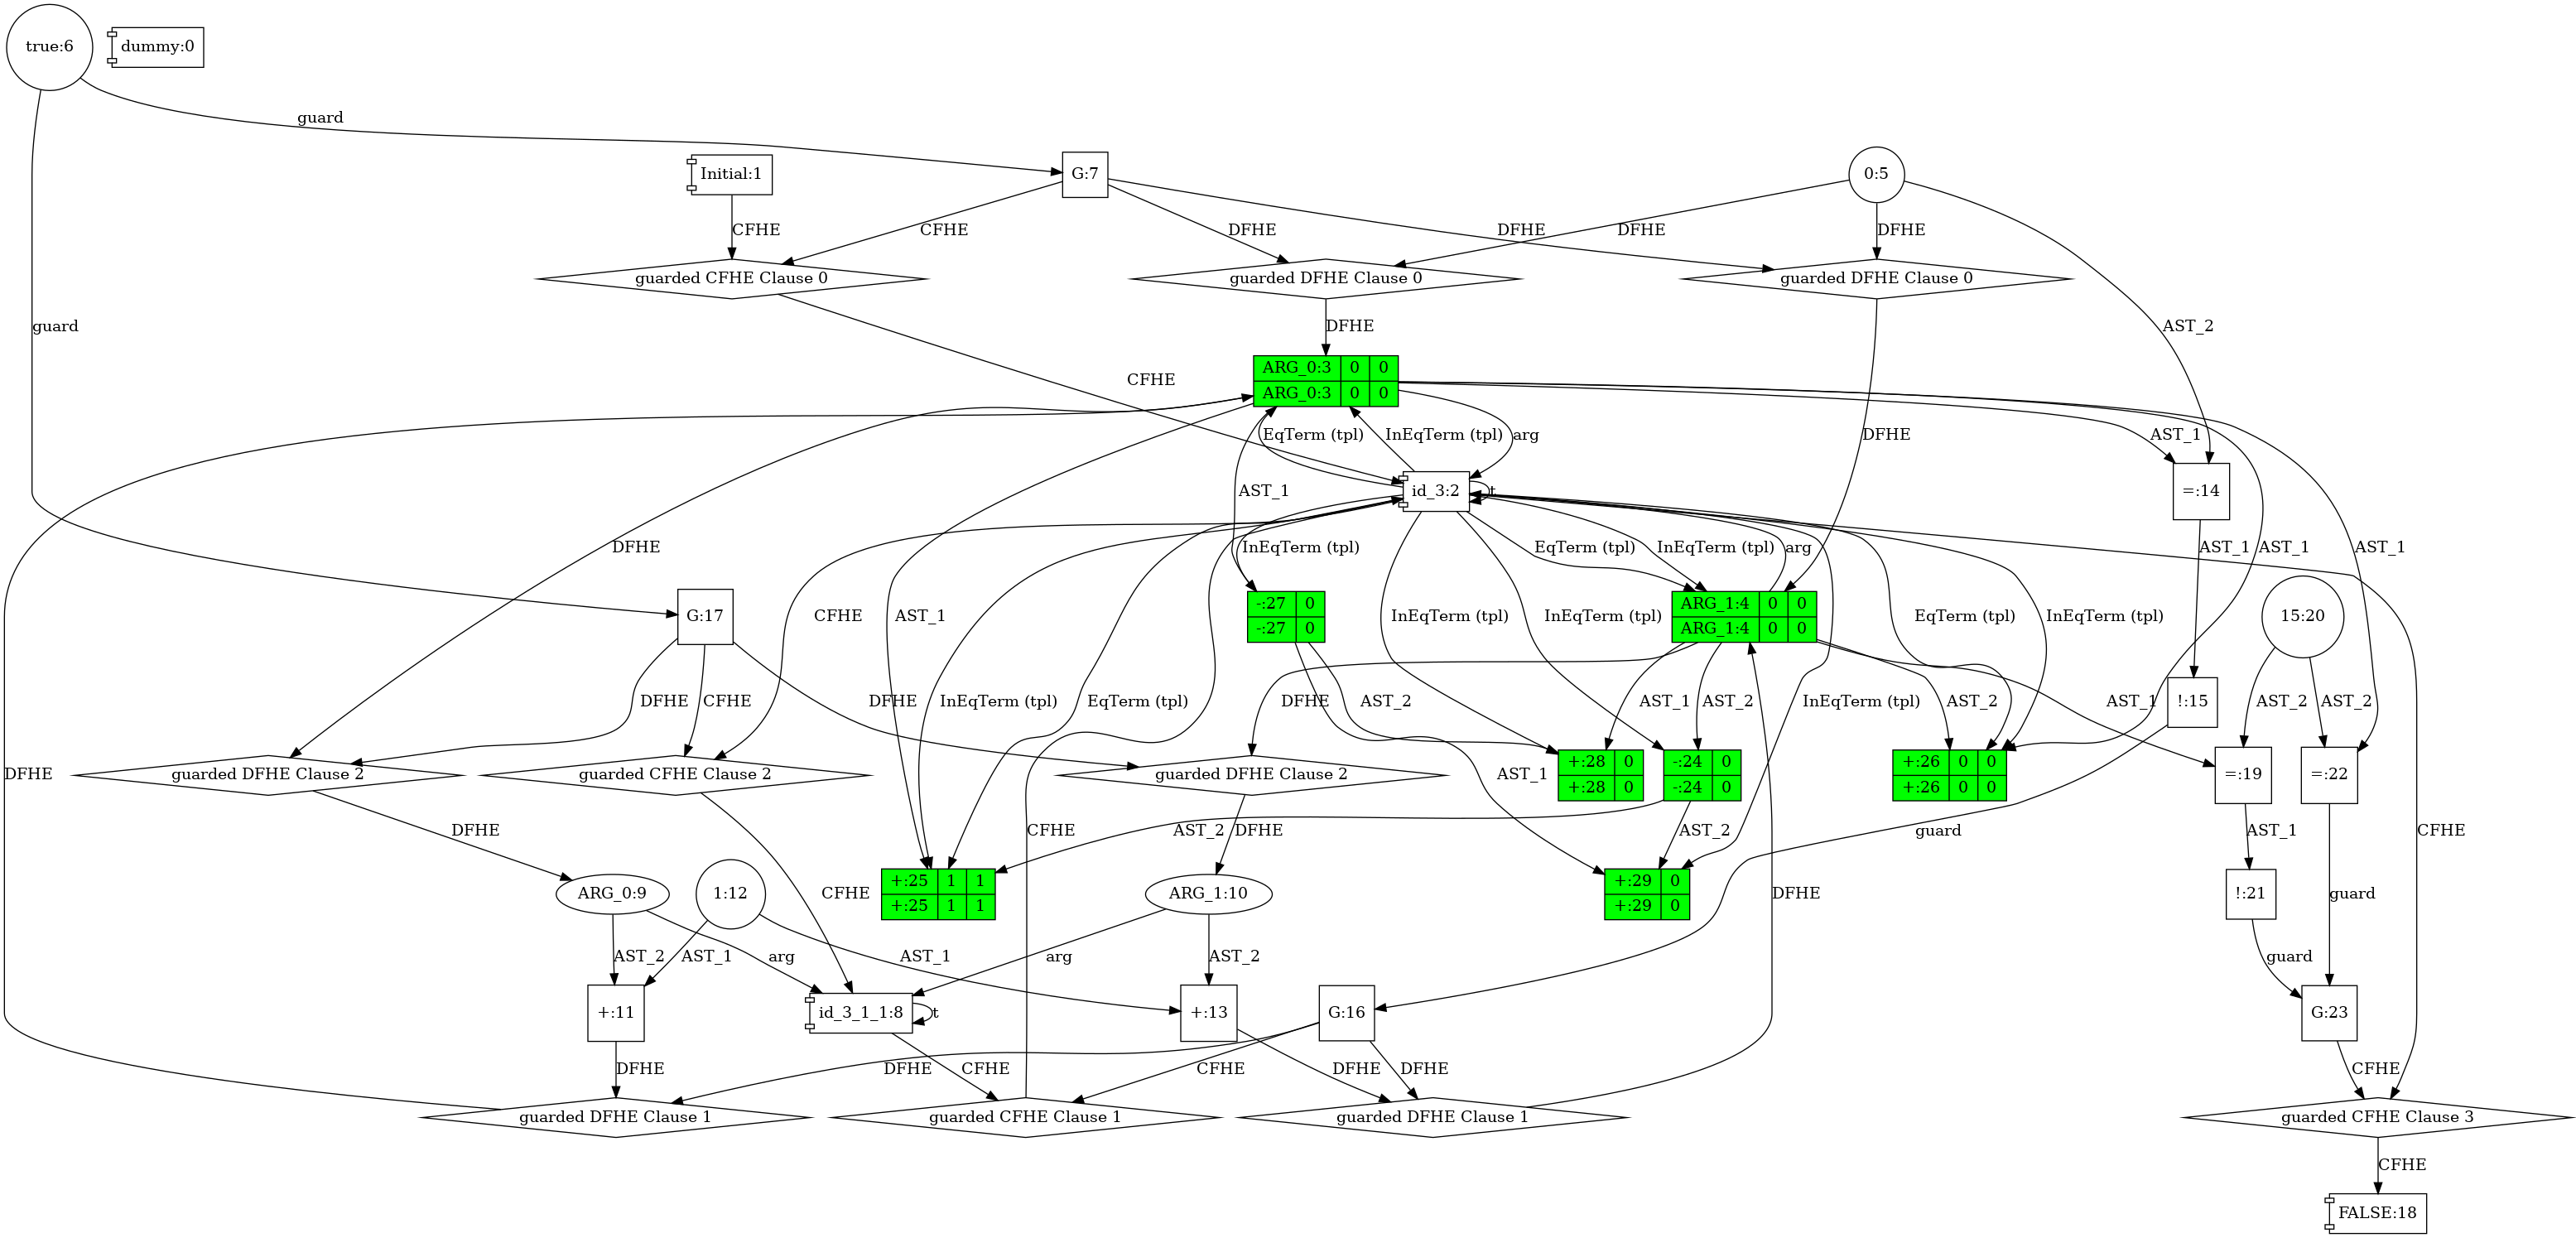 true:6
dummy:0
guard
Initial:1
G:7
0:5
CFHE
CFHE
DFHE
DFHE
DFHE
DFHE
guarded CFHE Clause 0
guarded DFHE Clause 0
guarded DFHE Clause 0
guard
DFHE
AST_2
ARG_0:3 0 0
ARG_0:3 0 0
CFHE
EqTerm (tpl)
InEqTerm (tpl)
arg
DFHE
AST_1
AST_1
id_3:2
t
=:14
DFHE
InEqTerm (tpl)
EqTerm (tpl)
InEqTerm (tpl)
arg
AST_1
AST_1
AST_1
G:17
CFHE
AST_1
-:27 0
-:27 0
InEqTerm (tpl)
InEqTerm (tpl)
ARG_1:4 0 0
ARG_1:4 0 0
EqTerm (tpl)
InEqTerm (tpl)
15:20
DFHE
CFHE
DFHE
InEqTerm (tpl)
EqTerm (tpl)
DFHE
AST_2
AST_1
AST_2
InEqTerm (tpl)
AST_2
AST_1
!:15
AST_2
AST_2
DFHE
guarded DFHE Clause 2
guarded CFHE Clause 2
guarded DFHE Clause 2
AST_1
+:28 0
+:28 0
-:24 0
-:24 0
+:26 0 0
+:26 0 0
=:19
=:22
DFHE
CFHE
AST_2
DFHE
AST_2
guard
AST_1
CFHE
ARG_0:9
1:12
CFHE
+:25 1 1
+:25 1 1
ARG_1:10
+:29 0
+:29 0
DFHE
!:21
guard
AST_2
AST_1
arg
AST_1
arg
AST_2
guard
+:11
id_3_1_1:8
t
+:13
G:16
G:23
DFHE
DFHE
CFHE
CFHE
DFHE
DFHE
CFHE
guarded DFHE Clause 1
guarded CFHE Clause 1
guarded DFHE Clause 1
guarded CFHE Clause 3
CFHE
FALSE:18